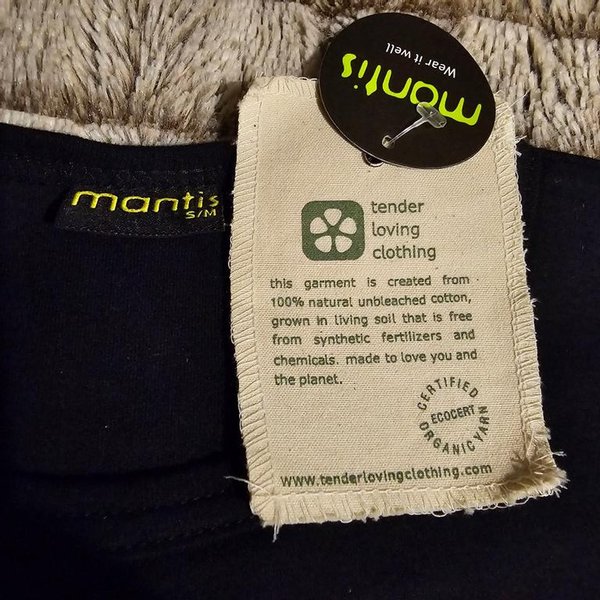 mantis
Wear it well
mantis
S/M
tender
loving
clothing
this garment is created from
100% natural unbleached cotton,
grown in living soil that is free
from synthetic fertilizers and
chemicals. made to love you and
the planet.
CERTIFIED
ECOCERT
ORGANIC YARN
www.tenderlovingclothing.com